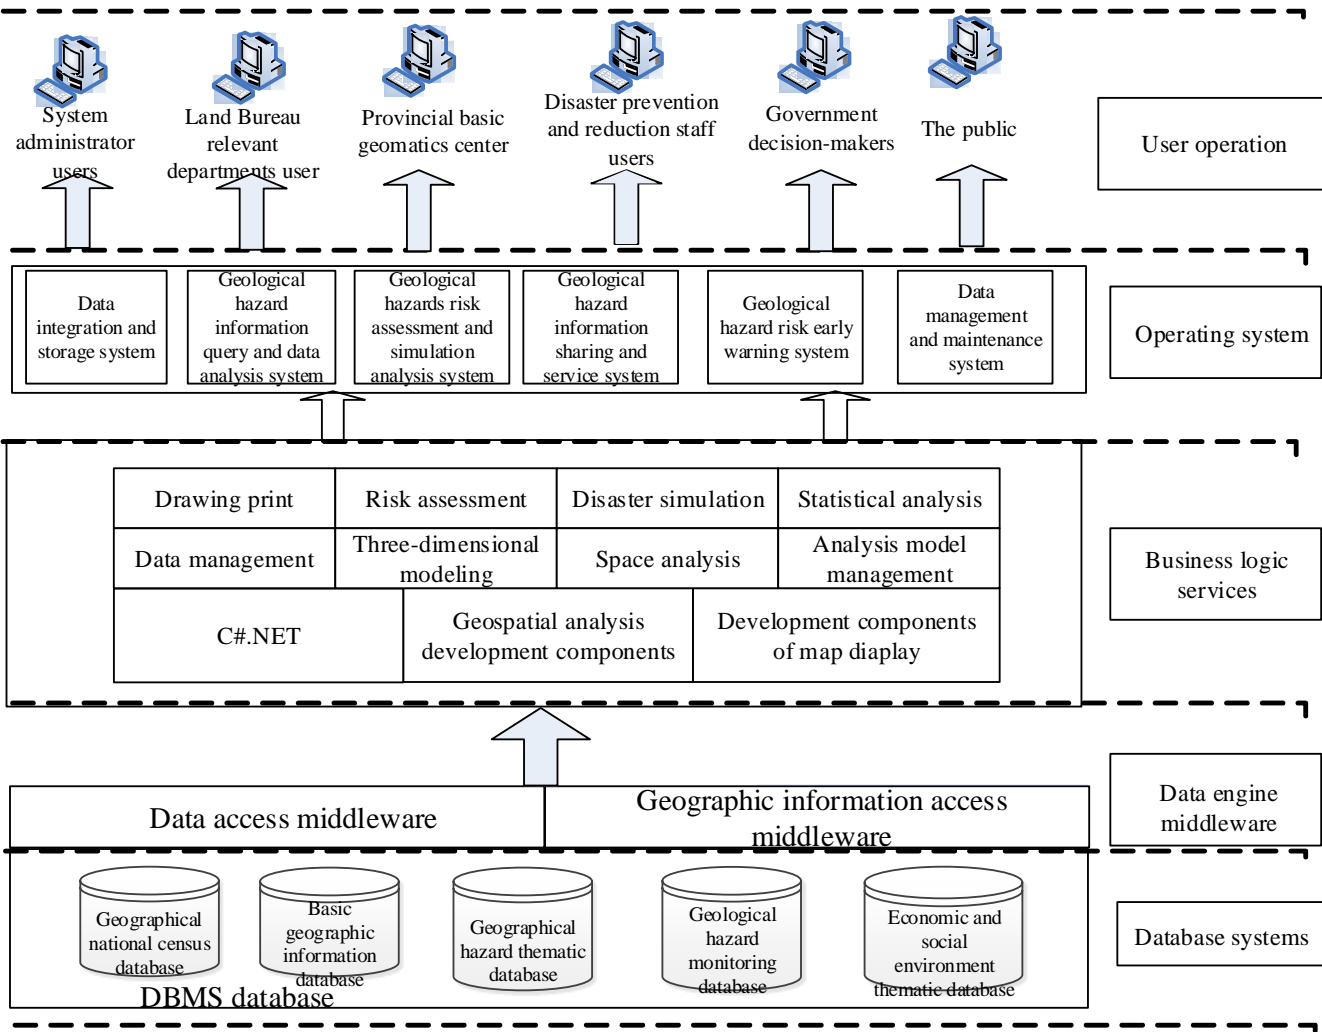 System
administrator
users
Land Bureau
relevant
departments user
Provincial basic
geomatics center
Disaster prevention
and reduction staff
users
Government
decision-makers
The public
User operation
Data
integration and
storage system
Geological
hazard
information
query and data
analysis system
Geological
hazards risk
assessment and
simulation
analysis system
Geological
hazard
information
sharing and
service system
Geological
hazard risk early
warning system
Data
management
and maintenance
system
Operating system
Drawing print
Risk assessment
Disaster simulation
Statistical analysis
Data management
Three-dimensional
modeling
Space analysis
Analysis model
management
C#.NET
Geospatial analysis
development components
Development components
of map diaplay
Business logic
services
Data access middleware
Geographic information access
middleware
Data engine
middleware
Geographical
national census
database
Basic
geographic
information
database
Geographical
hazard thematic
database
Geological
hazard
monitoring
database
Economic and
social
environment
thematic database
DBMS database
Database systems